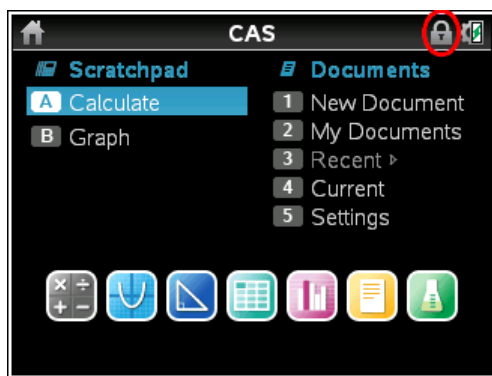 CAS
Scratchpad
A Calculate
B Graph
Documents
1 New Document
2 My Documents
3 Recent ▹
4 Current
5 Settings